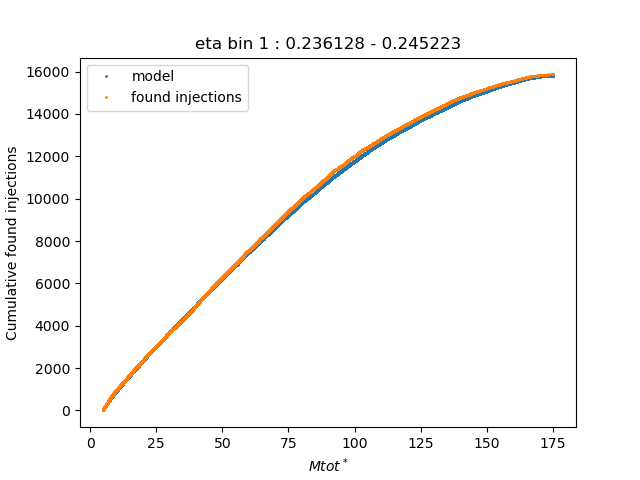 eta bin 1 : 0.236128 - 0.245223
model
found injections
Cumulative found injections
16000
14000
12000
10000
8000
6000
4000
2000
0
0 25 50 75 100 125 150 175
Mtot*